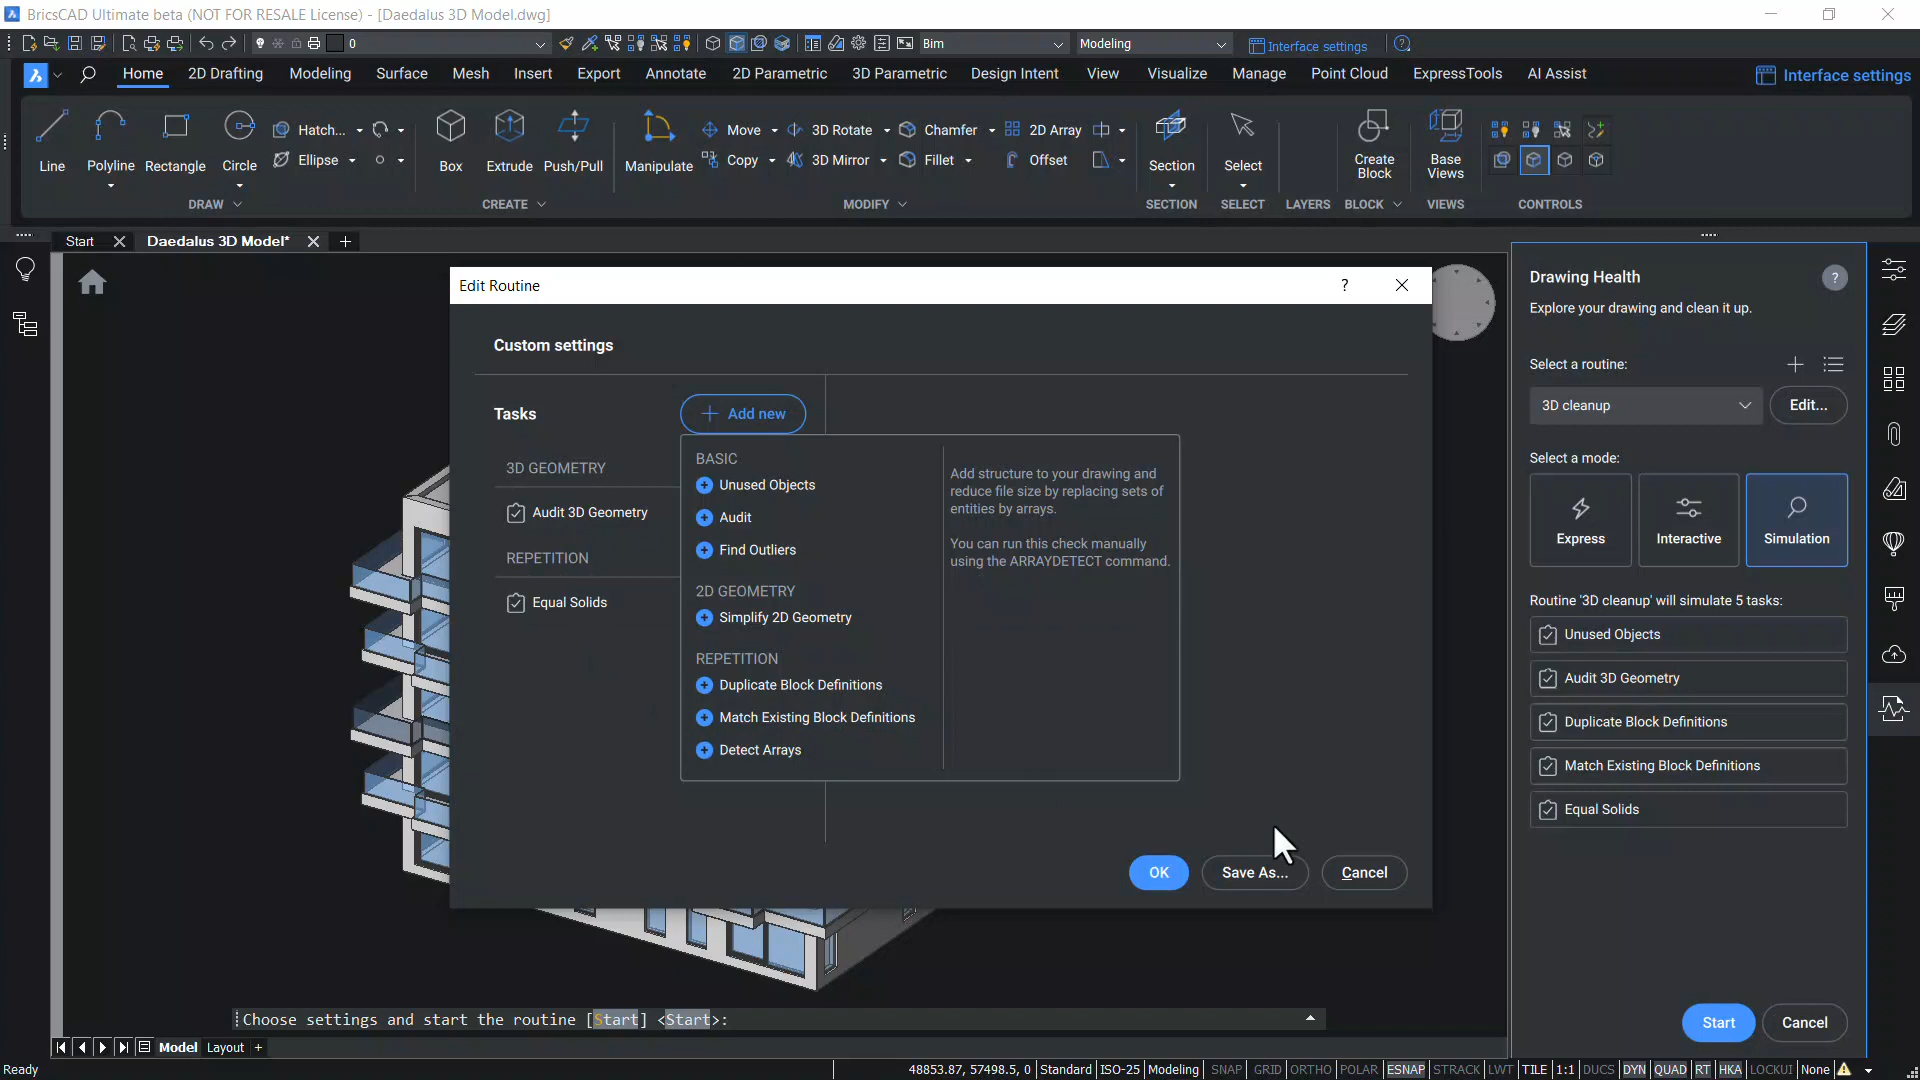 BricsCAD Ultimate beta (NOT FOR RESALE License) - [Daedalus 3D Model.dwg]
0
Bim
Modeling
Interface settings
Home 2D Drafting Modeling Surface Mesh Insert Export Annotate 2D Parametric 3D Parametric Design Intent View Visualize Manage Point Cloud ExpressTools AI Assist
Interface settings
Line Polyline Rectangle Circle
Hatch...
Ellipse
Box Extrude Push/Pull
Manipulate
Move 3D Rotate Chamfer 2D Array
Copy 3D Mirror Fillet Offset
Section
Select
Create Block
Base Views
DRAW CREATE MODIFY SECTION SELECT LAYERS BLOCK VIEWS CONTROLS
Start Daedalus 3D Model*
Edit Routine
?
Custom settings
Tasks
Add new
3D GEOMETRY
Audit 3D Geometry
REPETITION
Equal Solids
BASIC
Unused Objects
Audit
Find Outliers
2D GEOMETRY
Simplify 2D Geometry
REPETITION
Duplicate Block Definitions
Match Existing Block Definitions
Detect Arrays
Add structure to your drawing and
reduce file size by replacing sets of
entities by arrays.
You can run this check manually
using the ARRAYDETECT command.
OK Save As... Cancel
Drawing Health
?
Explore your drawing and clean it up.
Select a routine:
3D cleanup
Edit...
Select a mode:
Express Interactive Simulation
Routine '3D cleanup' will simulate 5 tasks:
Unused Objects
Audit 3D Geometry
Duplicate Block Definitions
Match Existing Block Definitions
Equal Solids
Start Cancel
Choose settings and start the routine [Start] <Start>:
Model Layout +
Ready
48853.87, 57498.5, 0 Standard ISO-25 Modeling SNAP GRID ORTHO POLAR ESNAP STRACK LWT TILE 1:1 DUCS DYN QUAD RT HKA LOCKUI None